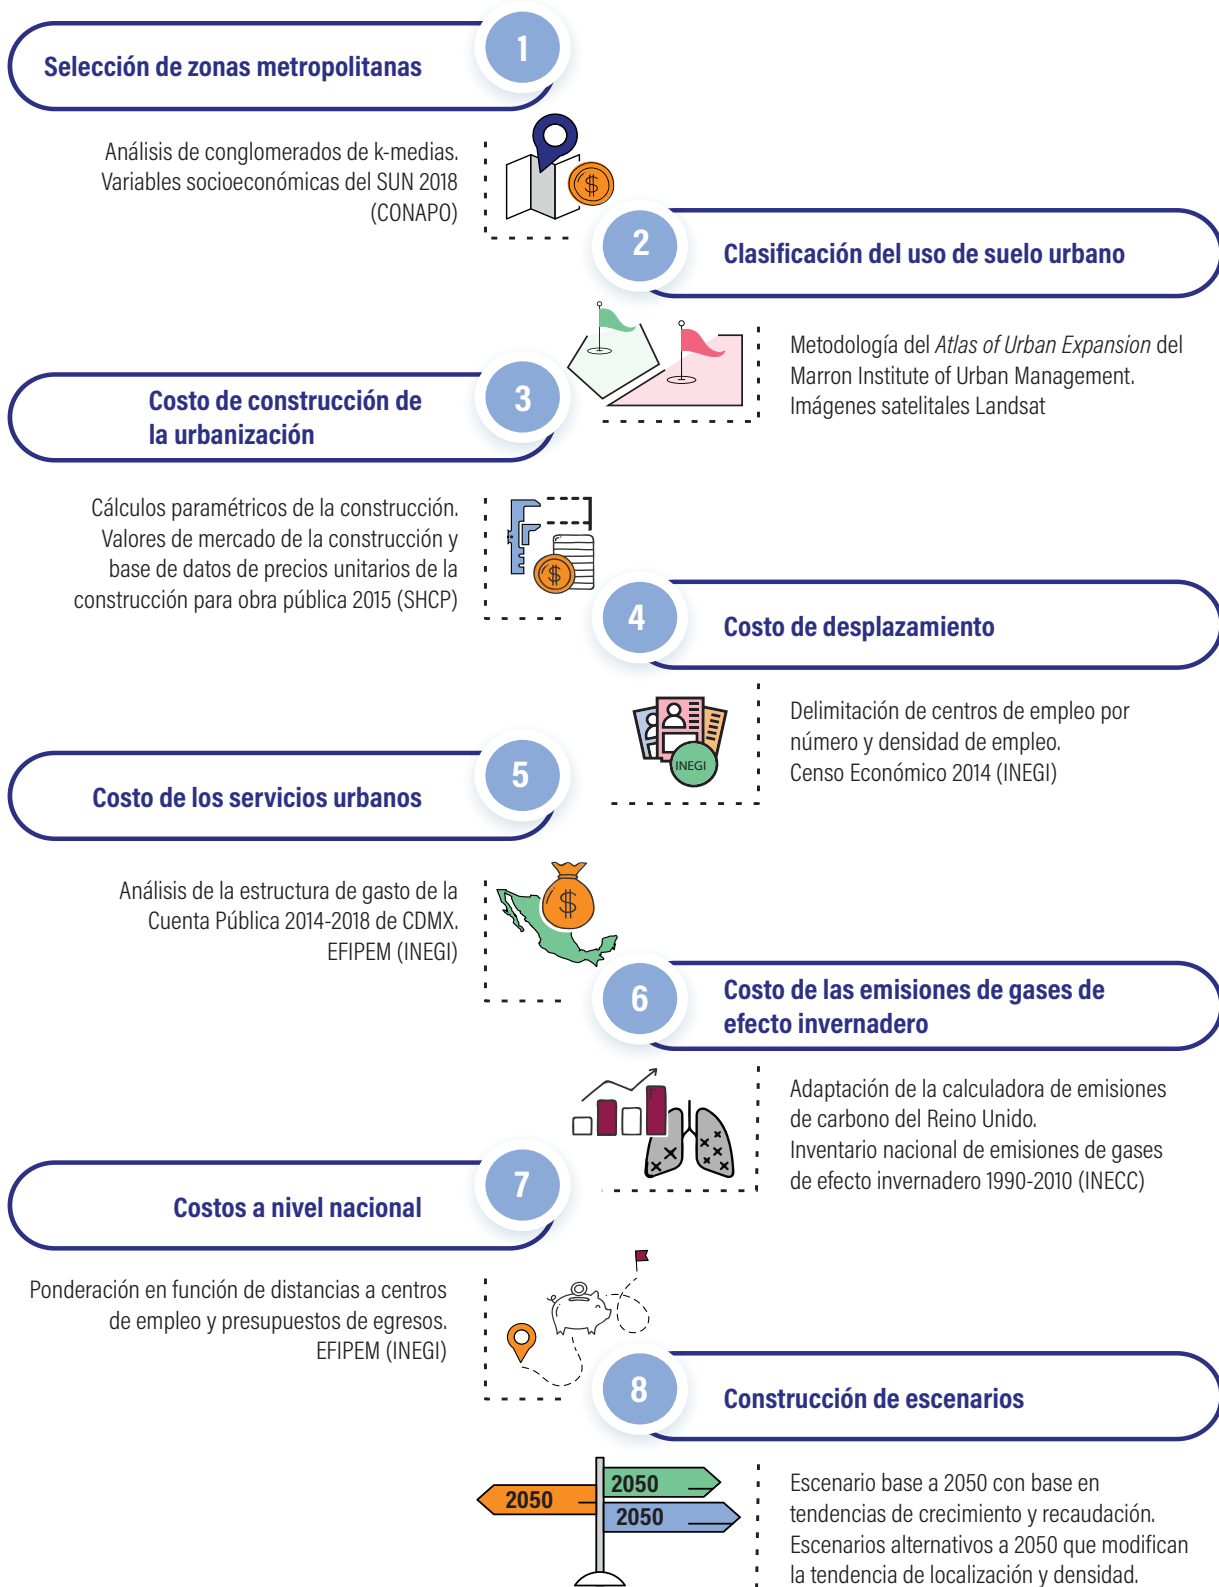 1
Selección de zonas metropolitanas
Análisis de conglomerados de k-medias.
Variables socioeconómicas del SUN 2018
(CONAPO)
$
2
Clasificación del uso de suelo urbano
Metodología del Atlas of Urban Expansion del
Marron Institute of Urban Management.
Imágenes satelitales Landsat
3
Costo de construcción de
la urbanización
Cálculos paramétricos de la construcción.
Valores de mercado de la construcción y
base de datos de precios unitarios de la
construcción para obra pública 2015 (SHCP)
$
4
Costo de desplazamiento
Delimitación de centros de empleo por
número y densidad de empleo.
Censo Económico 2014 (INEGI)
INEGI
5
Costo de los servicios urbanos
Análisis de la estructura de gasto de la
Cuenta Pública 2014-2018 de CDMX.
EFIPEM (INEGI)
$
6
Costo de las emisiones de gases de
efecto invernadero
Adaptación de la calculadora de emisiones
de carbono del Reino Unido.
Inventario nacional de emisiones de gases
de efecto invernadero 1990-2010 (INECC)
7
Costos a nivel nacional
Ponderación en función de distancias a centros
de empleo y presupuestos de egresos.
EFIPEM (INEGI)
8
Construcción de escenarios
2050
2050
2050
Escenario base a 2050 con base en
tendencias de crecimiento y recaudación.
Escenarios alternativos a 2050 que modifican
la tendencia de localización y densidad.